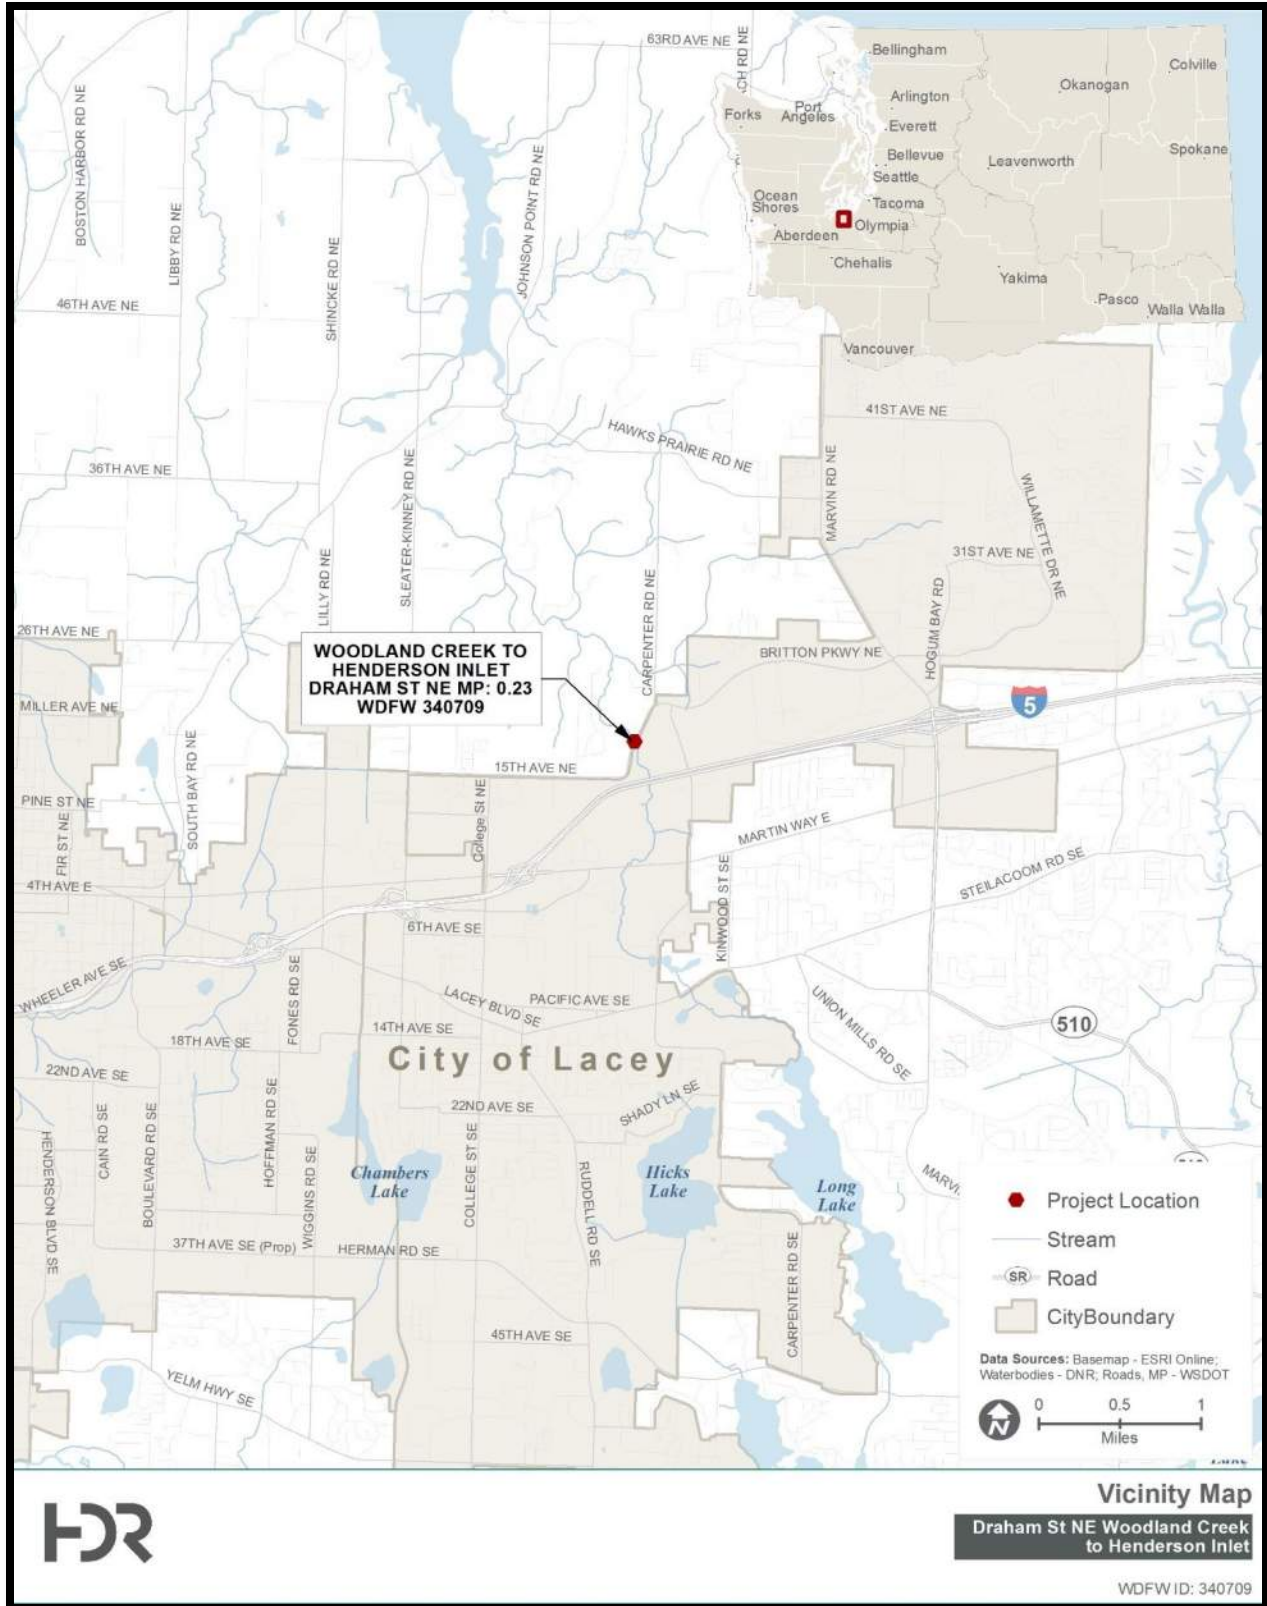 63RD AVE NE
CH RD NE
Bellingham
Colville
Okanogan
Arlington
Forks
Port
Angeles
Everett
Bellevue
Leavenworth
Spokane
Seattle
Ocean
Shores
Tacoma
Olympia
Aberdeen
Chehalis
Yakima
Pasco
Walla Walla
Vancouver
BOSTON HARBOR RD NE
LIBBY RD NE
SHINCKE RD NE
JOHNSON POINT RD NE
46TH AVE NE
41ST AVE NE
HAWKS PRAIRIE RD NE
36TH AVE NE
SLEATER-KINNEY RD NE
MARVIN RD NE
WILLAMETTE DR NE
31ST AVE NE
LILLY RD NE
CARPENTER RD NE
HOGUM BAY RD
26TH AVE NE
WOODLAND CREEK TO
HENDERSON INLET
DRAHAM ST NE MP: 0.23
WDFW 340709
BRITTON PKWY NE
5
MILLER AVE NE
SOUTH BAY RD NE
15TH AVE NE
PINE ST NE
FIR ST NE
College St NE
MARTIN WAY E
4TH AVE E
KINWOOD ST SE
STEILACOOM RD SE
6TH AVE SE
WHEELER AVE SE
FONES RD SE
LACEY BLVD SE
PACIFIC AVE SE
UNION MILLS RD SE
510
14TH AVE SE
18TH AVE SE
City of Lacey
22ND AVE SE
22ND AVE SE
SHADY LN SE
HENDERSON BLVD SE
CAIN RD SE
BOULEVARD RD SE
HOFFMAN RD SE
WIGGINS RD SE
Chambers
Lake
COLLEGE ST SE
RUDDELL RD SE
Hicks
Lake
Long
Lake
MARVI
37TH AVE SE (Prop)
HERMAN RD SE
CARPENTER RD SE
45TH AVE SE
YELM HWY SE
Project Location
Stream
SR
Road
CityBoundary
Data Sources: Basemap - ESRI Online;
Waterbodies - DNR; Roads, MP - WSDOT
N
0 0.5 1
Miles
HDR
Vicinity Map
Draham St NE Woodland Creek
to Henderson Inlet
WDFW ID: 340709